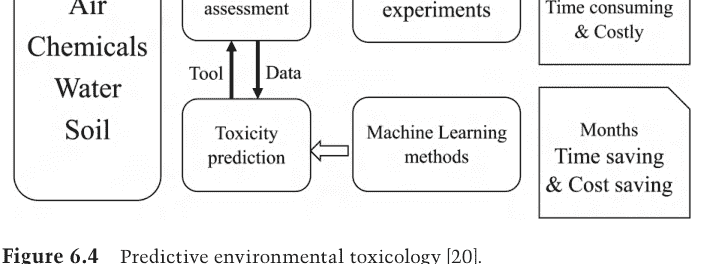 Air
Chemicals
Water
Soil
assessment
Tool
Data
Toxicity
prediction
experiments
Machine Learning
methods
Time consuming
& Costly
Months
Time saving
& Cost saving
Figure 6.4 Predictive environmental toxicology [20].